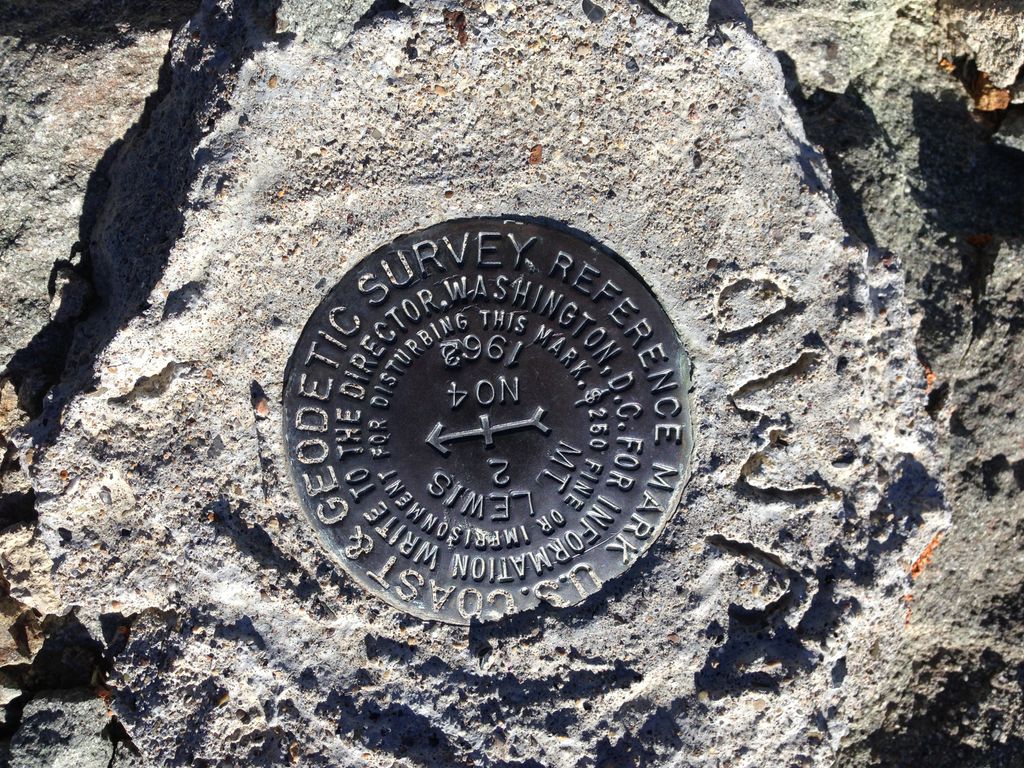 U.S. COAST & GEODETIC SURVEY REFERENCE MARK
WRITE TO THE DIRECTOR, WASHINGTON, D.C. FOR INFORMATION
FOR DISTURBING THIS MARK. $250 FINE OR IMPRISONMENT
1962
NO 4
MT
LEWIS
2